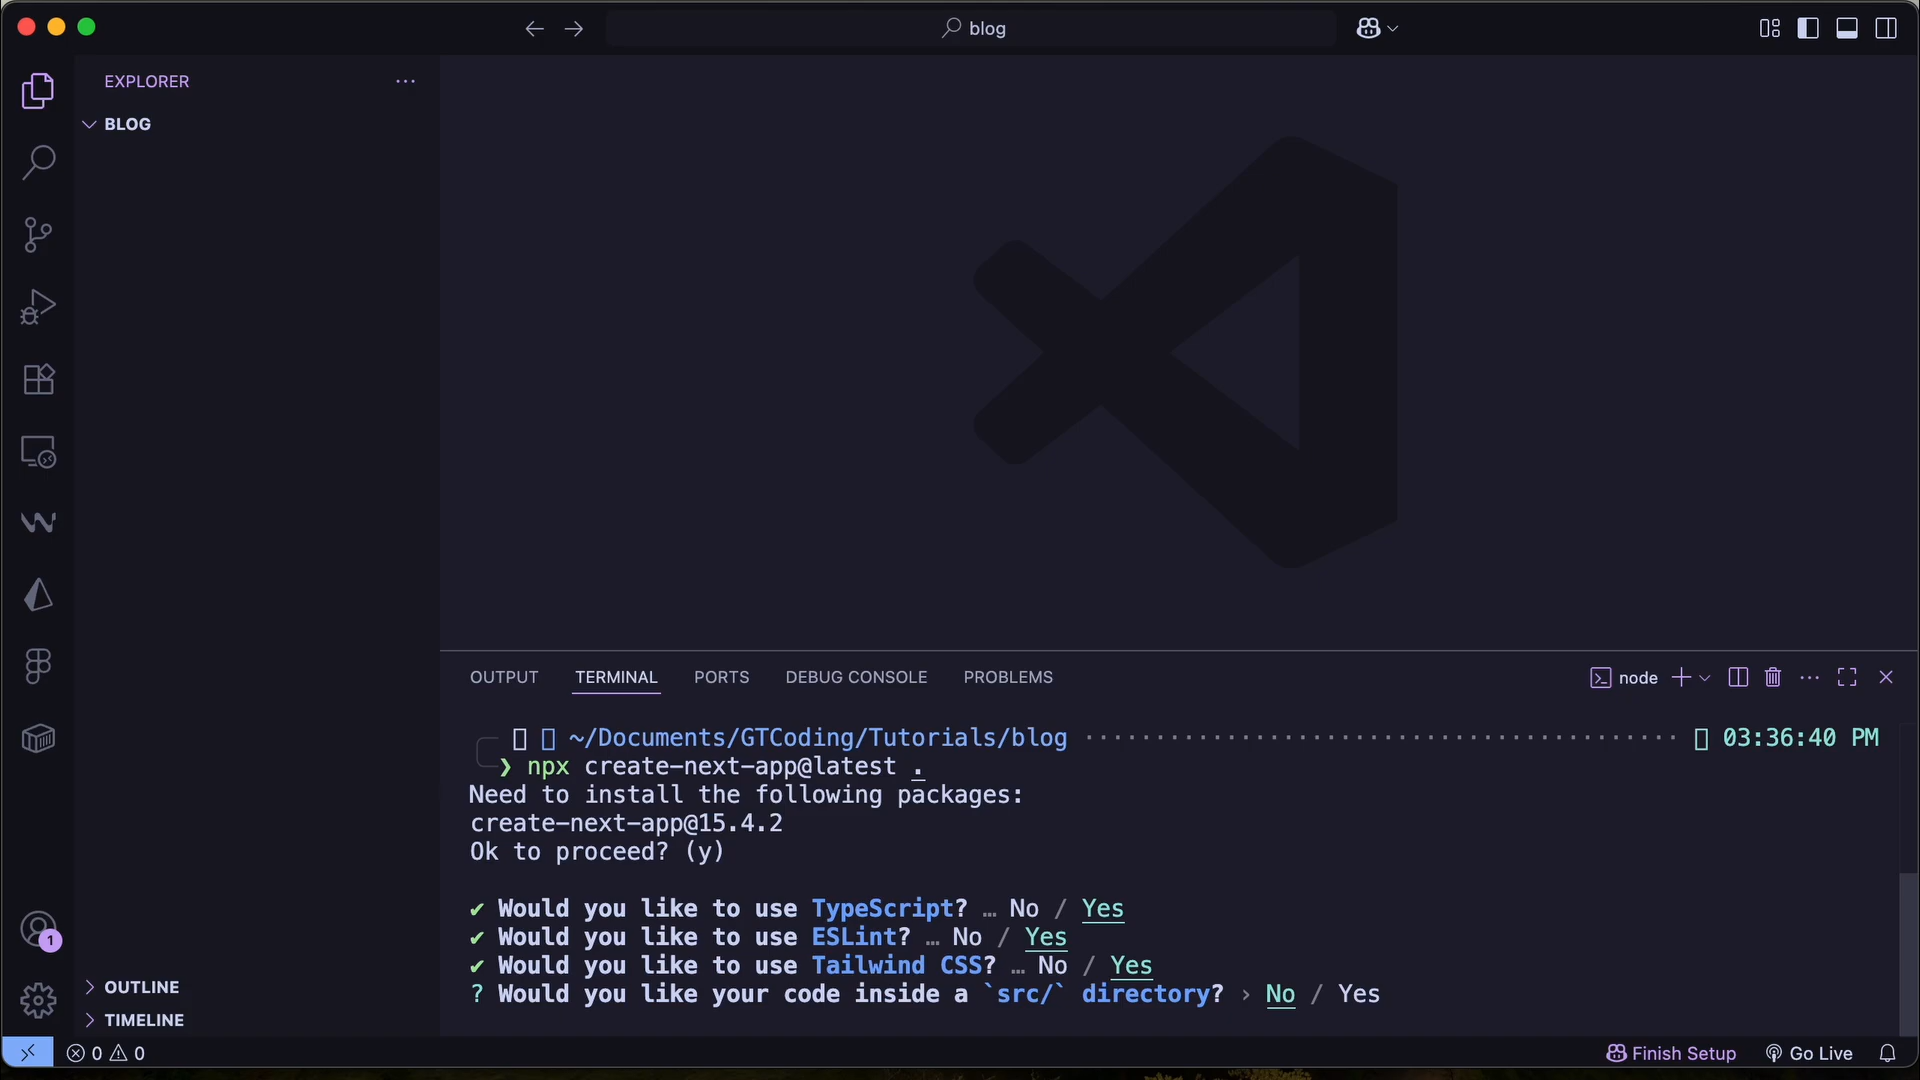 blog
EXPLORER
BLOG
OUTPUT TERMINAL PORTS DEBUG CONSOLE PROBLEMS
node
~/Documents/GTCoding/Tutorials/blog 03:36:40 PM
❯ npx create-next-app@latest .
Need to install the following packages:
create-next-app@15.4.2
Ok to proceed? (y)
✔ Would you like to use TypeScript? … No / Yes
✔ Would you like to use ESLint? … No / Yes
✔ Would you like to use Tailwind CSS? … No / Yes
? Would you like your code inside a `src/` directory? › No / Yes
1
OUTLINE
TIMELINE
0 0
Finish Setup Go Live